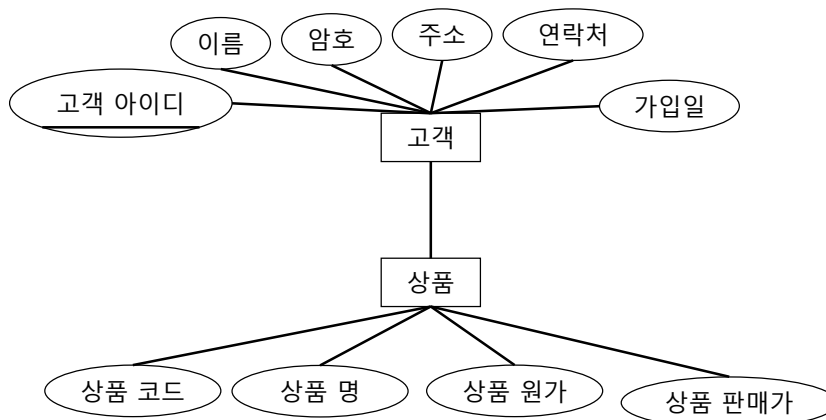 이름
암호
주소
연락처
고객 아이디
가입일
고객
상품
상품 코드
상품 명
상품 원가
상품 판매가